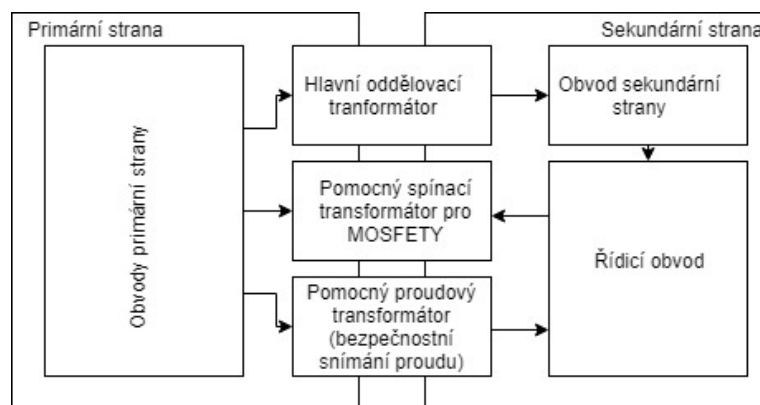 Primární strana
Sekundární strana
Obvody primární strany
Hlavní oddělovací
tranformátor
Obvod sekundární
strany
Pomocný spínací
transformátor pro
MOSFETY
Řídicí obvod
Pomocný proudový
transformátor
(bezpečnostní
snímání proudu)